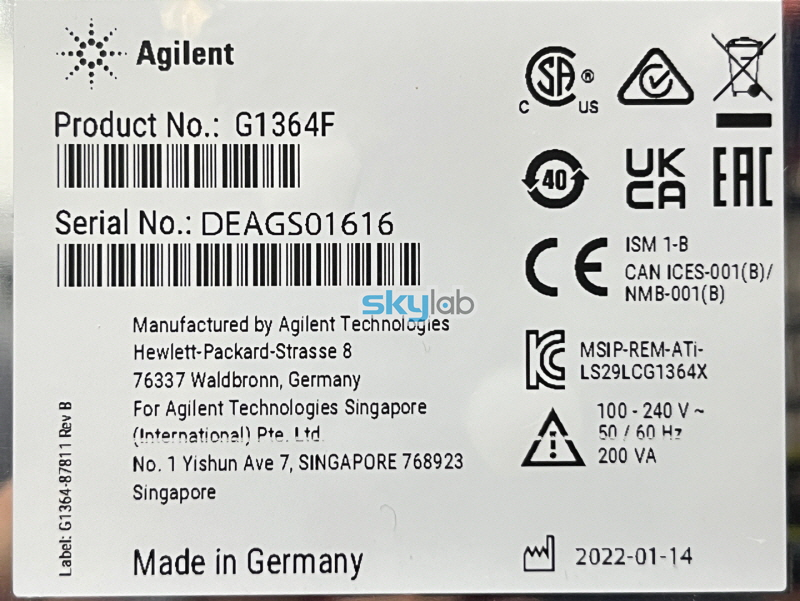 Agilent
Product No.: G1364F
Serial No.: DEAGS01616
skylab
Manufactured by Agilent Technologies
Hewlett-Packard-Strasse 8
76337 Waldbronn, Germany
For Agilent Technologies Singapore
(International) Pte. Ltd.
No. 1 Yishun Ave 7, SINGAPORE 768923
Singapore
Made in Germany
Label: G1364-87811 Rev B
C SA ® US
40
UK
CA
EAC
CE
ISM 1-B
CAN ICES-001(B)/
NMB-001(B)
MSIP-REM-ATi-
LS29LCG1364X
100 - 240 V ~
50 / 60 Hz
200 VA
2022-01-14